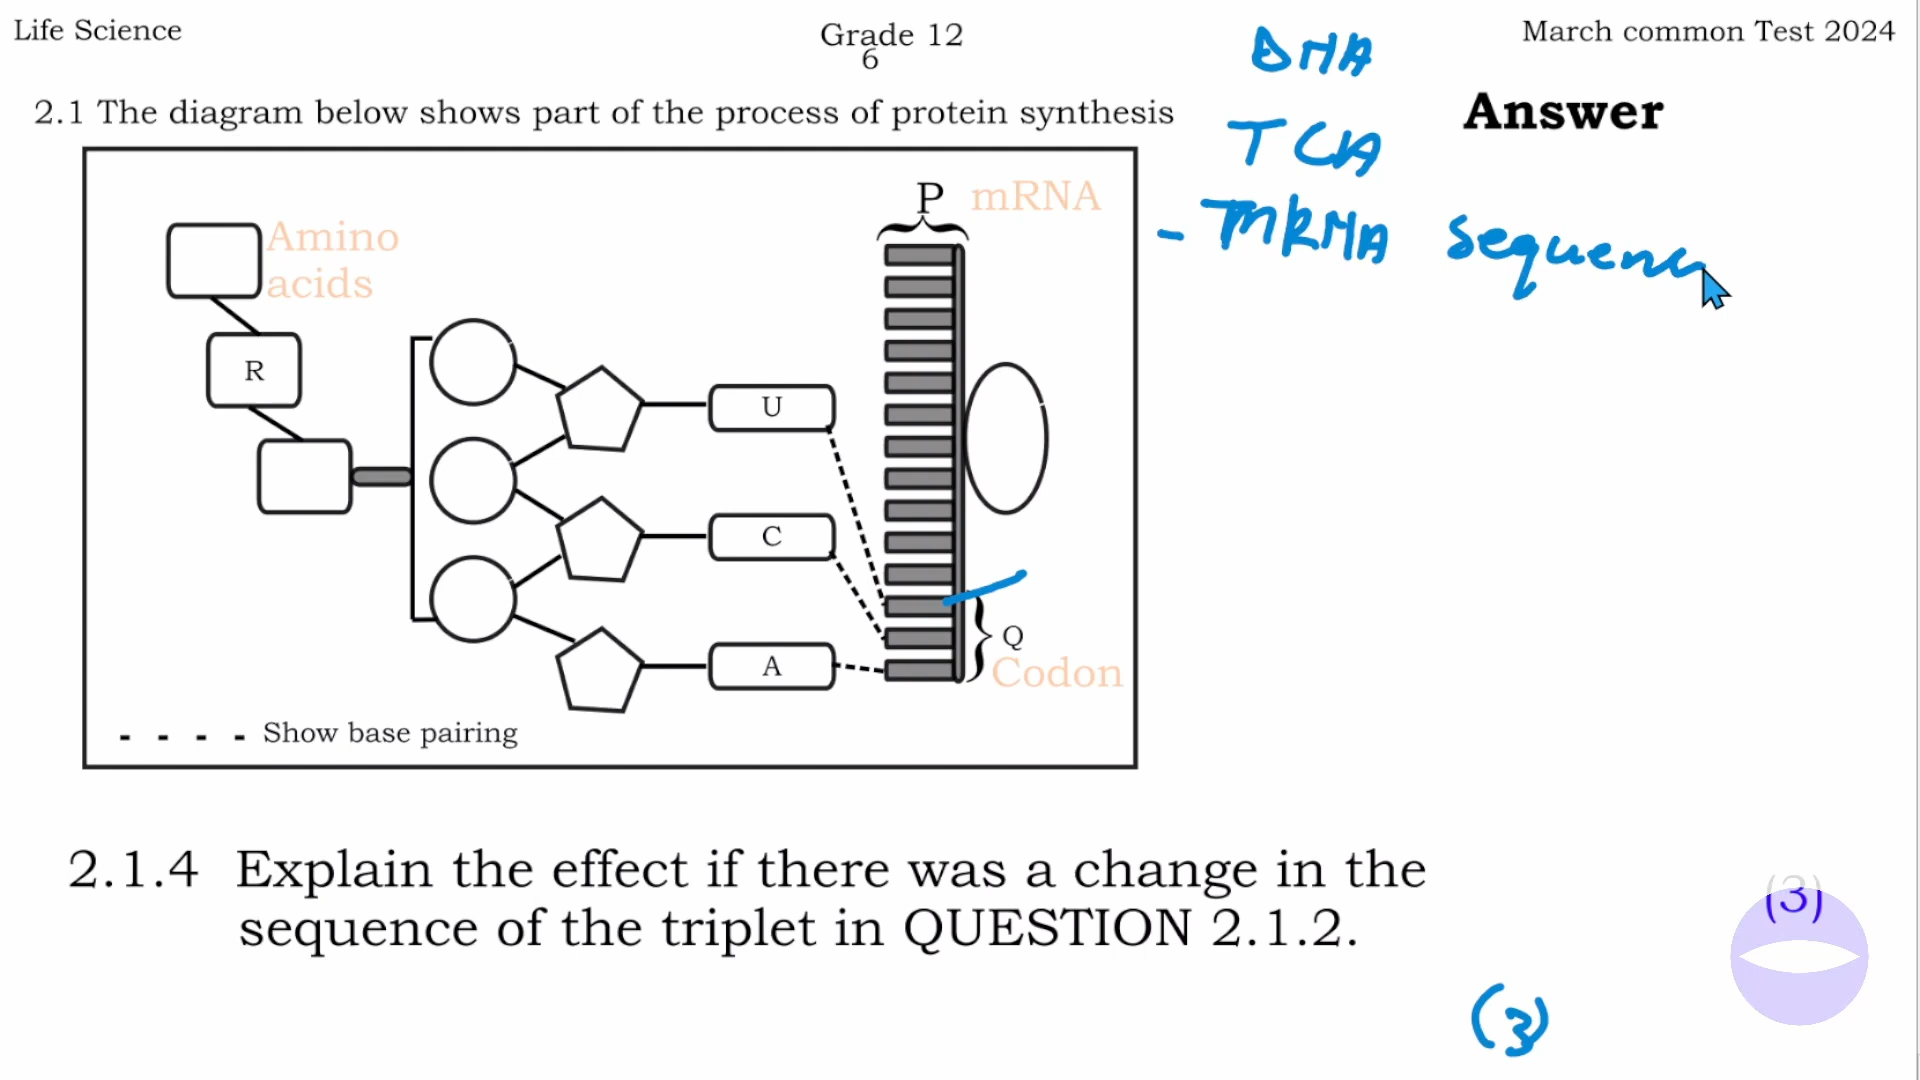 Life Science
Grade 12
March common Test 2024
6
2.1 The diagram below shows part of the process of protein synthesis
DNA
TCA
Answer
- mRNA sequenc
P mRNA
Amino
acids
R
U
C
A
Q
Codon
- - - - Show base pairing
2.1.4 Explain the effect if there was a change in the
sequence of the triplet in QUESTION 2.1.2.
(3)
(3)